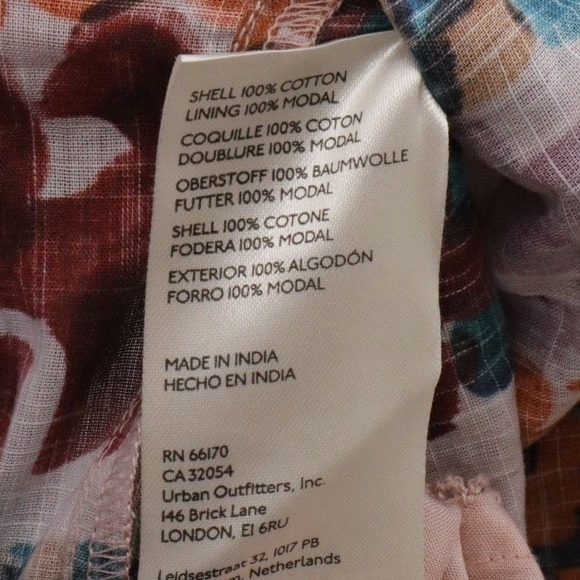 SHELL 100% COTTON
LINING 100% MODAL
COQUILLE 100% COTON
DOUBLURE 100% MODAL
OBERSTOFF 100% BAUMWOLLE
FUTTER 100% MODAL
SHELL 100% COTONE
FODERA 100% MODAL
EXTERIOR 100% ALGODÓN
FORRO 100% MODAL
MADE IN INDIA
HECHO EN INDIA
RN 66170
CA 32054
Urban Outfitters, Inc.
146 Brick Lane
LONDON, E1 6RU
Leidsestraat 32, 1017 PB
Netherlands